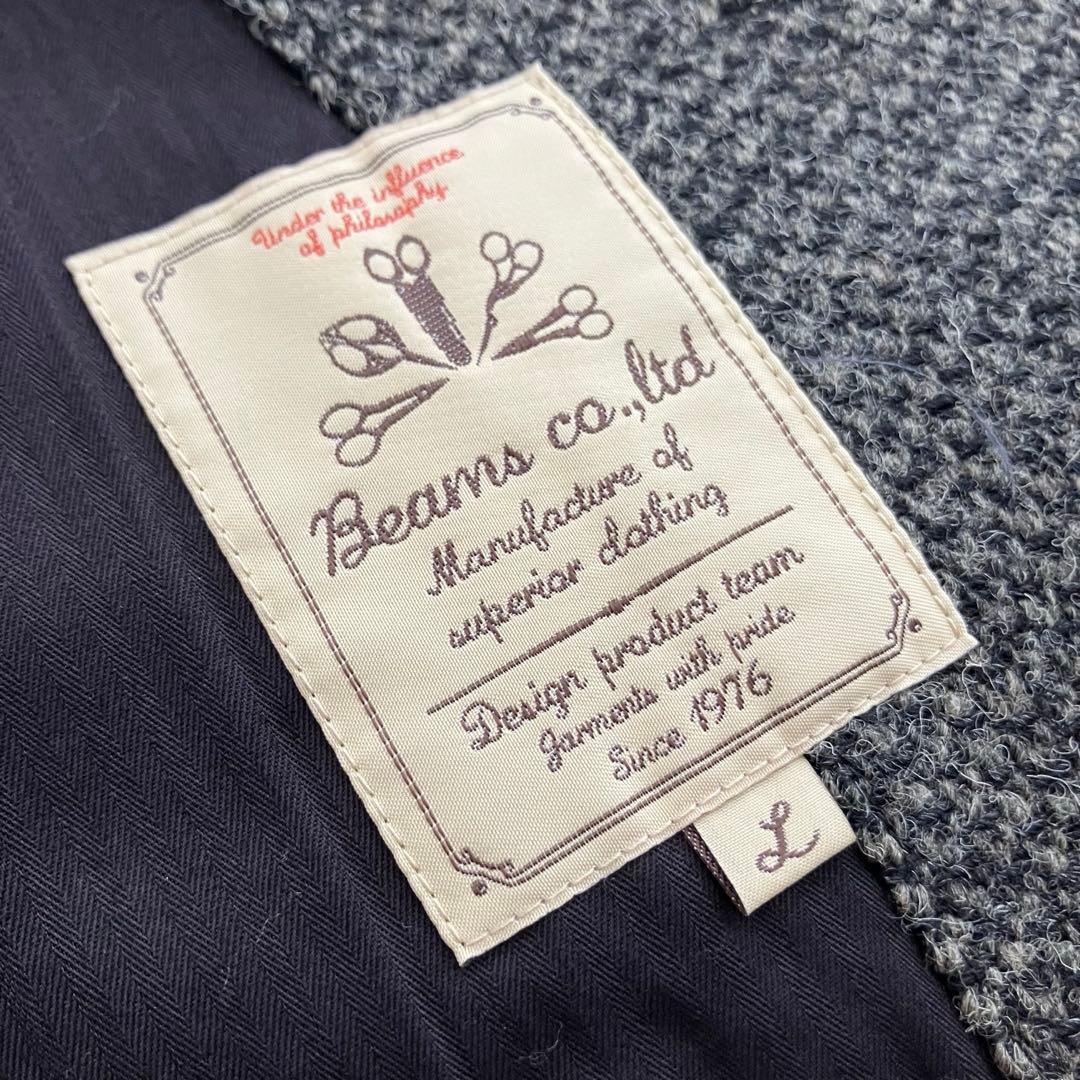 Under the influence
of philosophy.
Beams co.,ltd
Manufacture of
superior clothing
Design product team
garments with pride
Since 1976
L